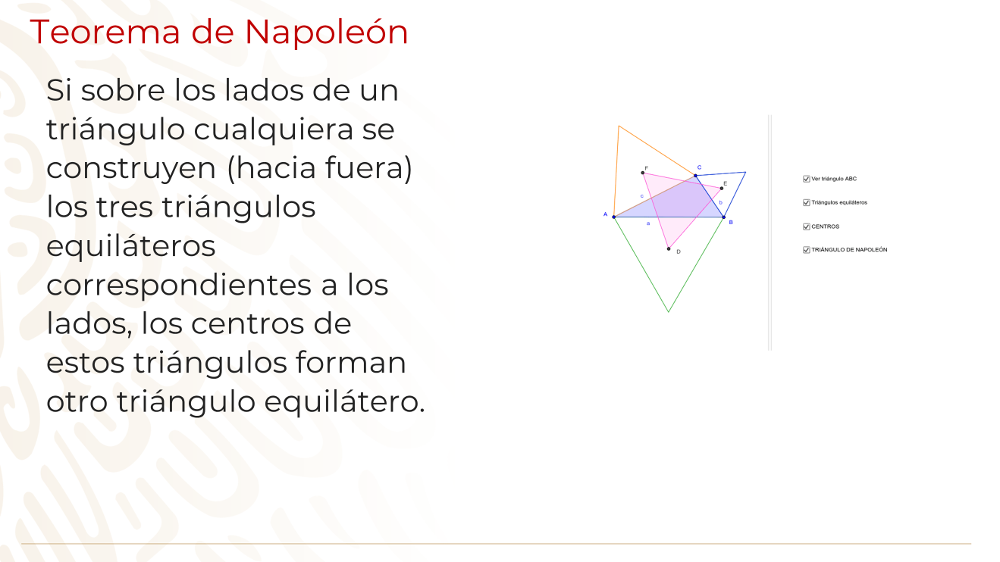 Teorema de Napoleón
Si sobre los lados de un
triángulo cualquiera se
construyen (hacia fuera)
los tres triángulos
equiláteros
correspondientes a los
lados, los centros de
estos triángulos forman
otro triángulo equilátero.
F
C
E
c
b
A
a
B
D
Ver triángulo ABC
Triángulos equiláteros
CENTROS
TRIÁNGULO DE NAPOLEÓN